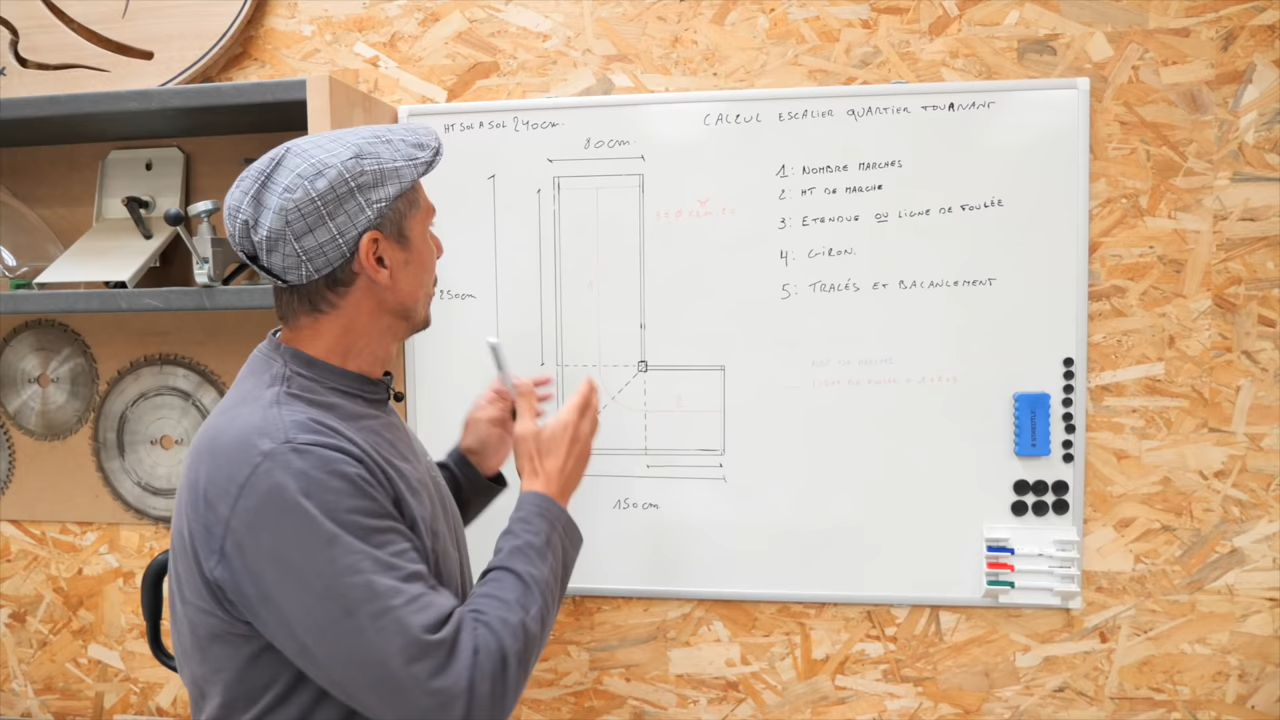 HT SOL A SOL 240cm.
CALCUL ESCALIER QUARTIER TOURNANT
80cm.
1: NOMBRE MARCHES
2: HT DE MARCHE
3: ETENDUE OU LIGNE DE FOULÉE
4: GIRON.
5: TRACÉS ET BALANCEMENT
250cm
150cm
STAEDTLER